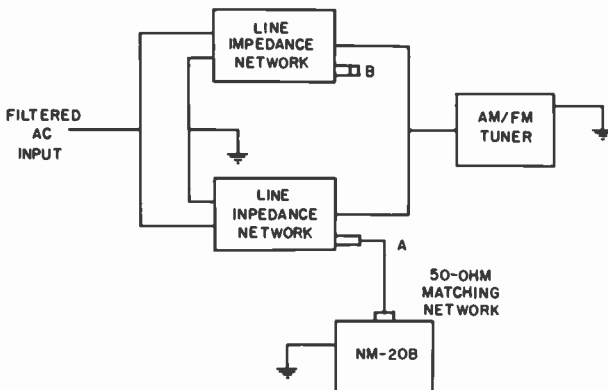 LINE
IMPEDANCE
NETWORK
B
FILTERED
AC
INPUT
AM/FM
TUNER
LINE
INPEDANCE
NETWORK
A
50-OHM
MATCHING
NETWORK
NM-20B